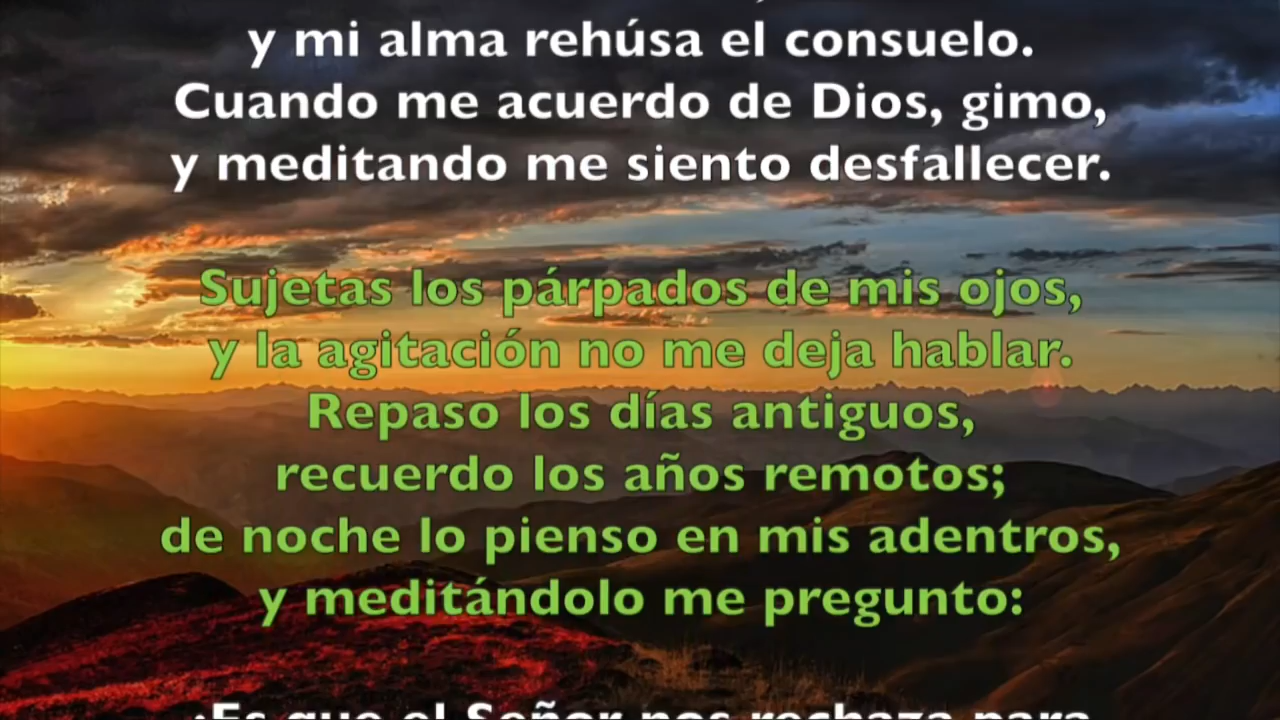 y mi alma rehúsa el consuelo.
Cuando me acuerdo de Dios, gimo,
y meditando me siento desfallecer.
Sujetas los párpados de mis ojos,
y la agitación no me deja hablar.
Repaso los días antiguos,
recuerdo los años remotos;
de noche lo pienso en mis adentros,
y meditándolo me pregunto:
¿Es que el Señor nos rechaza para